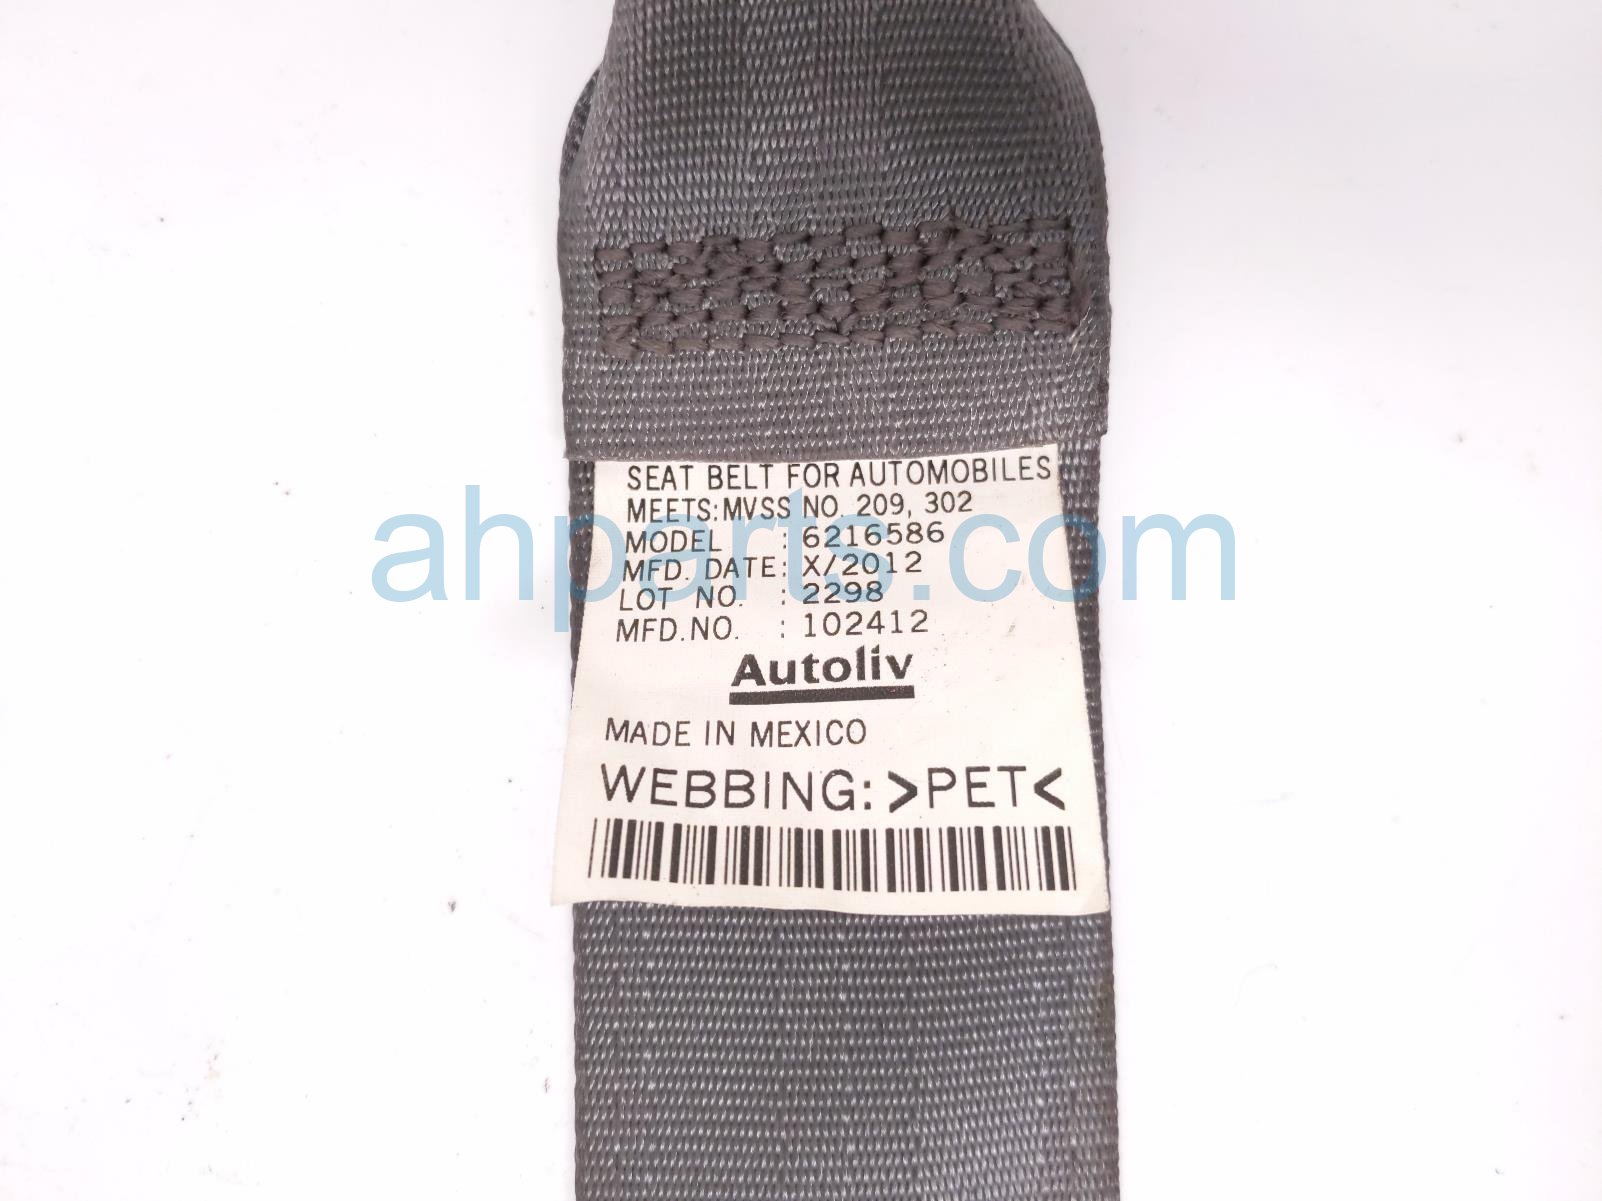 SEAT BELT FOR AUTOMOBILES
MEETS: MVSS NO. 209, 302
MODEL : 6216586
MFD. DATE: X/2012
LOT NO. : 2298
MFD.NO. : 102412
Autoliv
MADE IN MEXICO
WEBBING: >PET<
ahparts.com